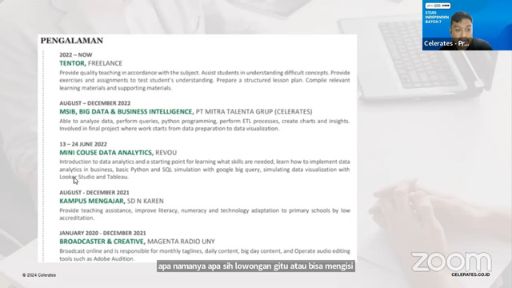 STUDI
INDEPENDEN
BATCH 7
Celerates - Pr...
PENGALAMAN
2022 – NOW
TENTOR, FREELANCE
Provide quality teaching in accordance with the subject. Assist students in understanding difficult concepts. Provide
exercises and assignments to test student's understanding. Prepare a structured lesson plan. Compile relevant
learning materials and supporting materials.
AUGUST – DECEMBER 2022
MSIB, BIG DATA & BUSINESS INTELLIGENCE, PT MITRA TALENTA GRUP (CELERATES)
Able to analyze data, perform queries, python programming, perform ETL processes, create charts and insights.
Involved in final project where work starts from data preparation to data visualization.
13 – 24 JUNE 2022
MINI COUSE DATA ANALYTICS, REVOU
Introduction to data analytics and a starting point for learning what skills are needed, learn how to implement data
analytics in business, basic Python and SQL simulation with google big query, simulating data visualization with
Looker Studio and Tableau.
AUGUST - DECEMBER 2021
KAMPUS MENGAJAR, SD N KAREN
Provide teaching assistance, improve literacy, numeracy and technology adaptation to primary schools by low
accreditation.
JANUARY 2020 - DECEMBER 2021
BROADCASTER & CREATIVE, MAGENTA RADIO UNY
Broadcast online and is responsible for monthly taglines, daily content, big day content, and Operate audio editing
tools such as Adobe Audition.
apa namanya apa sih lowongan gitu atau bisa mengisi
zoom
© 2024 Celerates
CELERATES.CO.ID